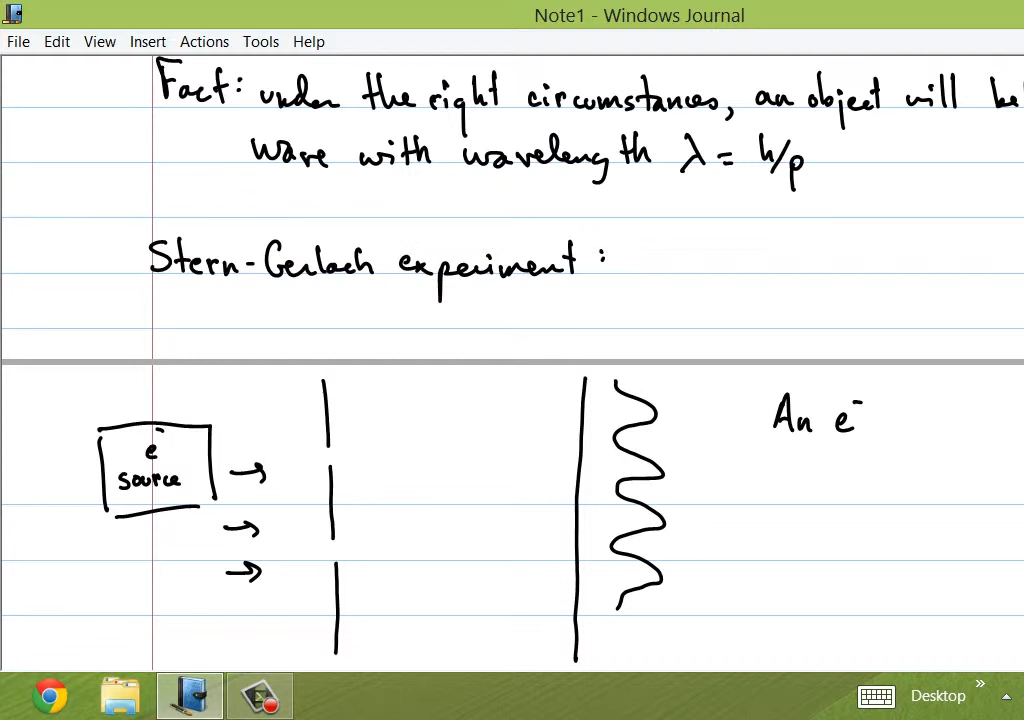 Note1 - Windows Journal
File Edit View Insert Actions Tools Help
Fact: under the right circumstances, an object will
wave with wavelength λ = h/p
Stern-Gerlach experiment:
e⁻
source
An e⁻
Desktop